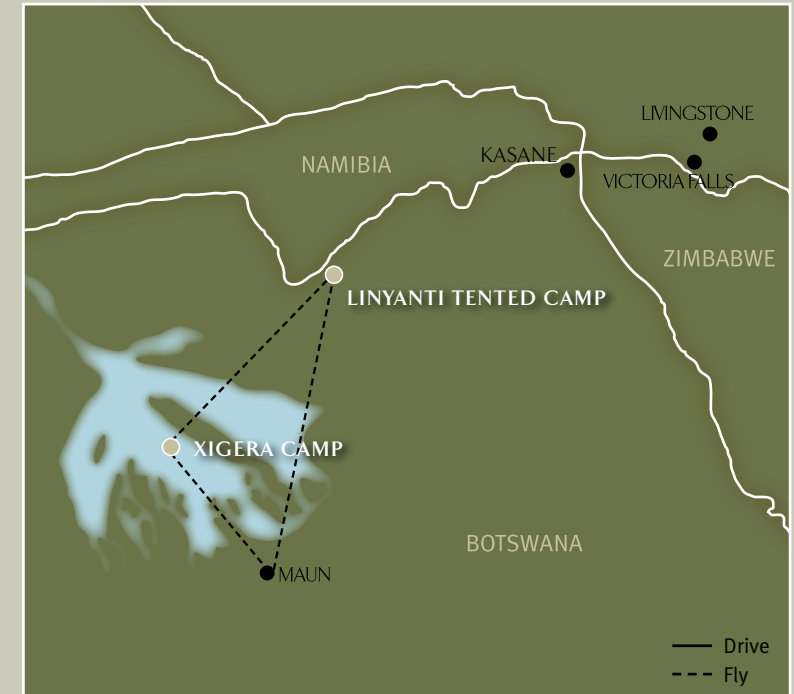 LIVINGSTONE
KASANE
NAMIBIA
VICTORIA FALLS
ZIMBABWE
LINYANTI TENTED CAMP
XIGERA CAMP
BOTSWANA
MAUN
Drive
Fly